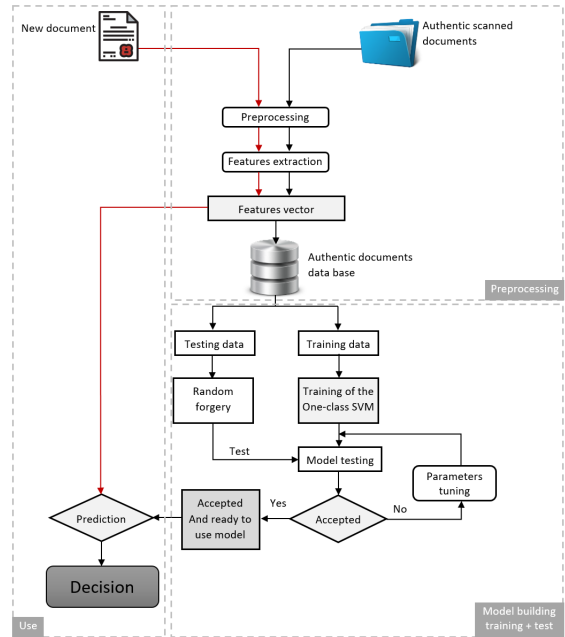 New document
Authentic scanned
documents
Preprocessing
Features extraction
Features vector
Authentic documents
data base
Preprocessing
Testing data
Training data
Random
forgery
Training of the
One-class SVM
Test
Model testing
Parameters
tuning
Accepted
And ready to
use model
Yes
Accepted
No
Prediction
Decision
Use
Model building
training + test